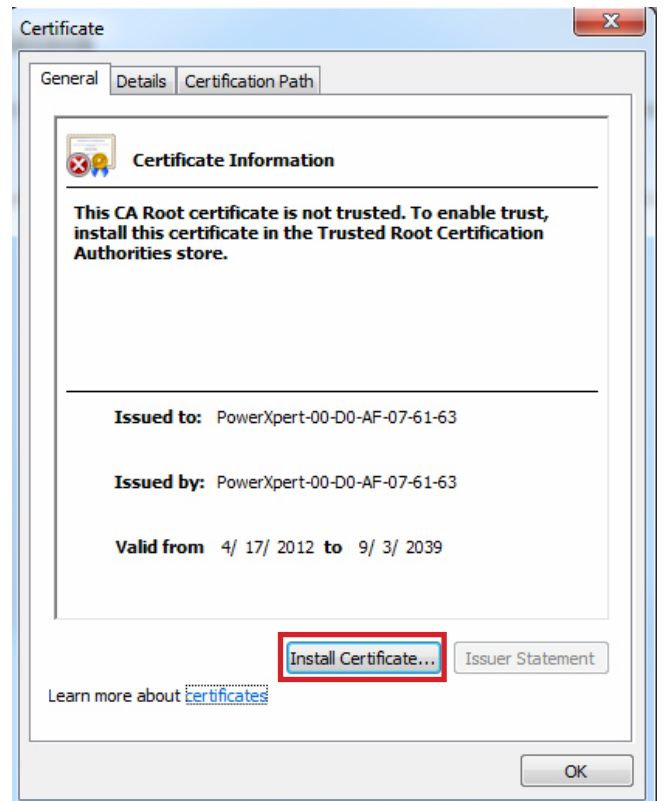 Certificate
General Details Certification Path
Certificate Information
This CA Root certificate is not trusted. To enable trust,
install this certificate in the Trusted Root Certification
Authorities store.
Issued to: PowerXpert-00-D0-AF-07-61-63
Issued by: PowerXpert-00-D0-AF-07-61-63
Valid from 4/ 17/ 2012 to 9/ 3/ 2039
Install Certificate... Issuer Statement
Learn more about certificates
OK